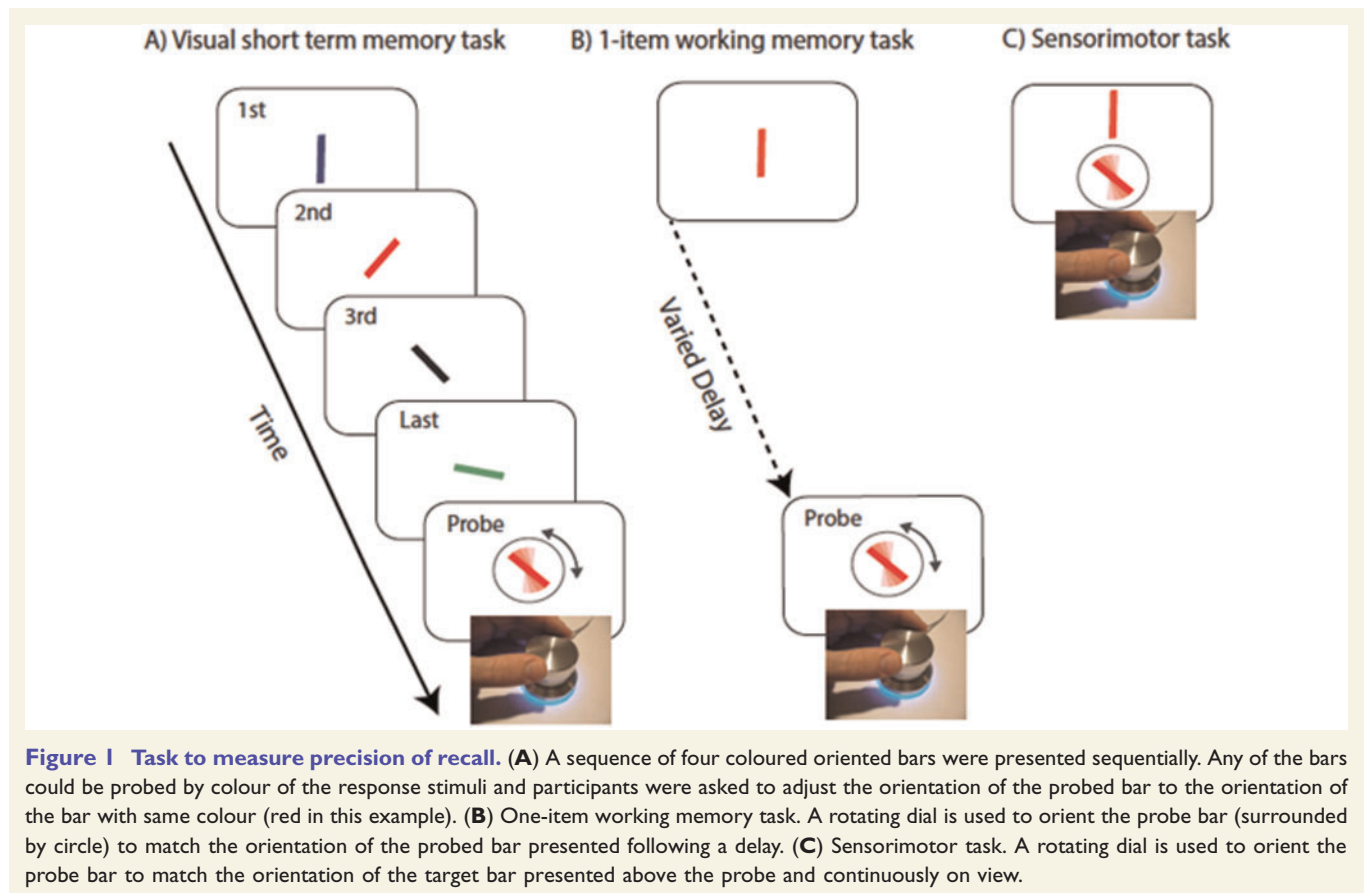 A) Visual short term memory task
B) 1-item working memory task
C) Sensorimotor task
1st
2nd
3rd
Last
Probe
Time
Varied Delay
Probe
Figure 1 Task to measure precision of recall. (A) A sequence of four coloured oriented bars were presented sequentially. Any of the bars
could be probed by colour of the response stimuli and participants were asked to adjust the orientation of the probed bar to the orientation of
the bar with same colour (red in this example). (B) One-item working memory task. A rotating dial is used to orient the probe bar (surrounded
by circle) to match the orientation of the probed bar presented following a delay. (C) Sensorimotor task. A rotating dial is used to orient the
probe bar to match the orientation of the target bar presented above the probe and continuously on view.